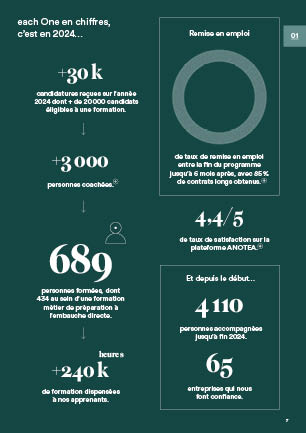 each One en chiffres,
c'est en 2024...
+30 k
candidatures reçues sur l'année
2024 dont + de 20 000 candidats
éligibles à une formation.
+3 000
personnes coachées.
689
personnes formées, dont
434 au sein d'une formation
métier de préparation à
l'embauche directe.
heures
+240 k
de formation dispensées
à nos apprenants.
Remise en emploi
de taux de remise en emploi
entre la fin du programme
jusqu'à 6 mois après, avec 85 %
de contrats longs obtenus.
4,4/5
de taux de satisfaction sur la
plateforme ANOTEA.
Et depuis le début...
4 110
personnes accompagnées
jusqu'à fin 2024.
65
entreprises qui nous
font confiance.
01